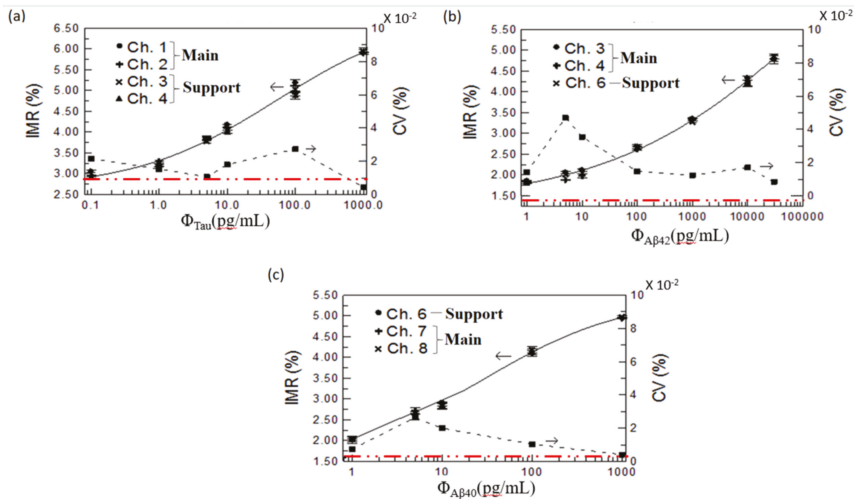 (a)
X 10⁻²
6.50
6.00
5.50
5.00
4.50
4.00
3.50
3.00
2.50
IMR (%)
Ch. 1
Ch. 2
Main
Ch. 3
Ch. 4
Support
10
8
6
4
2
0
CV (%)
0.1 1.0 5 10.0 100.0 1000.0
Φ_Tau(pg/mL)
(b)
X 10⁻²
5.50
5.00
4.50
4.00
3.50
3.00
2.50
2.00
1.50
IMR (%)
Ch. 3
Ch. 4
Main
Ch. 6 Support
10
8
6
4
2
0
CV (%)
1 5 10 100 1000 10000 100000
Φ_Aβ42(pg/mL)
(c)
X 10⁻²
5.50
5.00
4.50
4.00
3.50
3.00
2.50
2.00
1.50
IMR (%)
Ch. 6 Support
Ch. 7
Ch. 8
Main
10
8
6
4
2
0
CV (%)
1 5 10 100 1000
Φ_Aβ40(pg/mL)